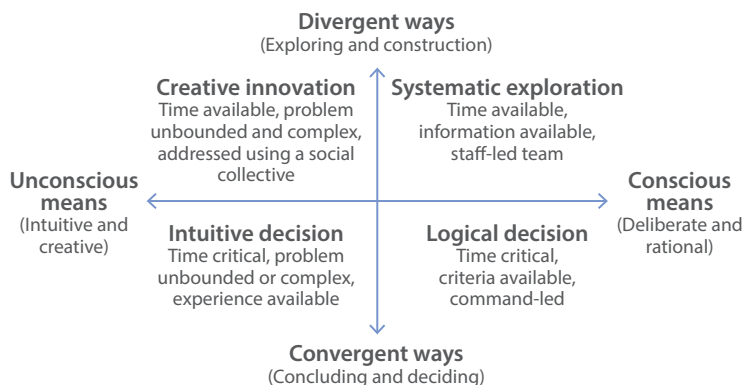 Divergent ways
(Exploring and construction)
Creative innovation
Time available, problem
unbounded and complex,
addressed using a social
collective
Systematic exploration
Time available,
information available,
staff-led team
Unconscious
means
(Intuitive and
creative)
Conscious
means
(Deliberate and
rational)
Intuitive decision
Time critical, problem
unbounded or complex,
experience available
Logical decision
Time critical,
criteria available,
command-led
Convergent ways
(Concluding and deciding)